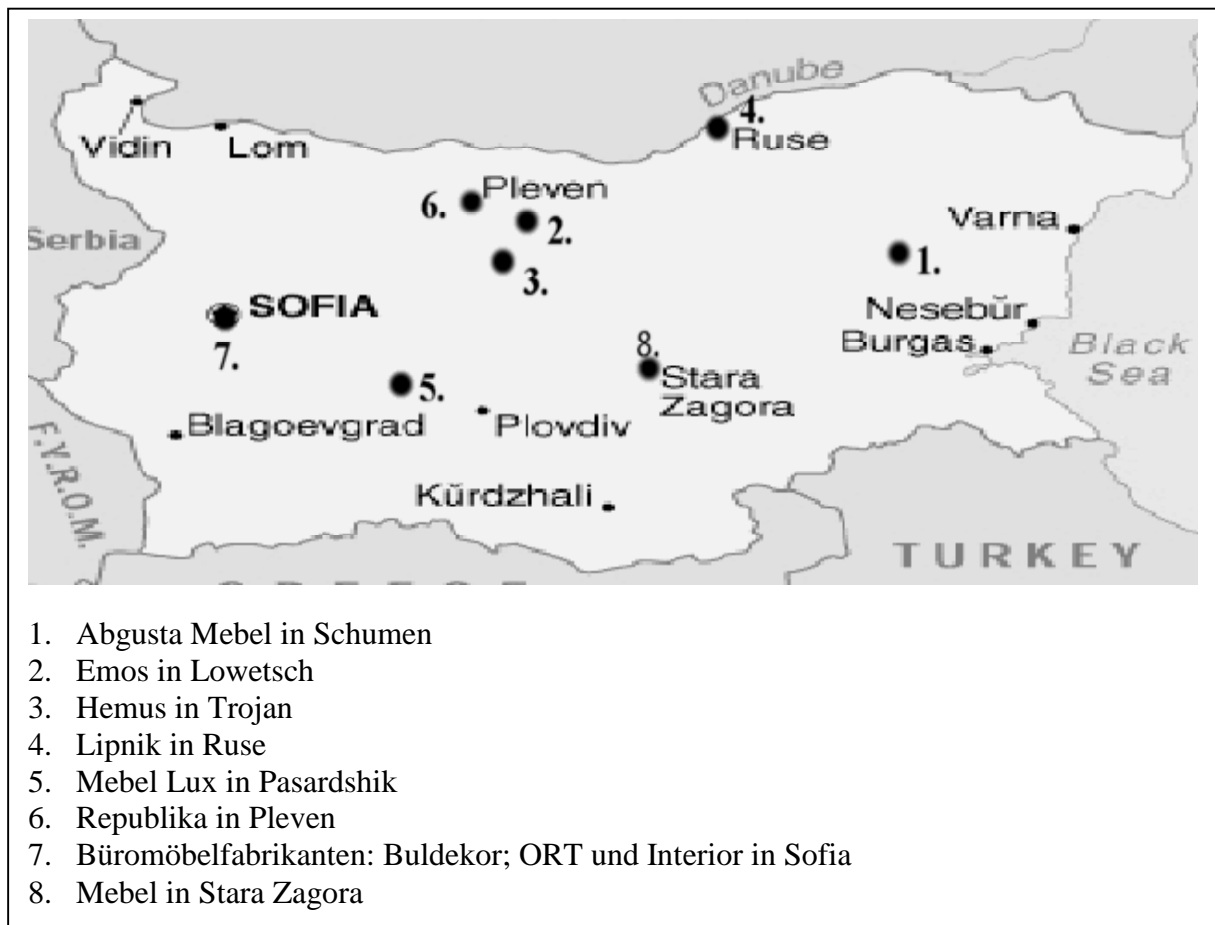 Danube
4.
Ruse
Vidin
Lom
6.
Pleven
2.
Varna
Serbia
3.
1.
SOFIA
7.
Nesebŭr
Burgas
Black
Sea
8.
Stara
Zagora
5.
Blagoevgrad
Plovdiv
F.Y.R.O.M.
Kŭrdzhali
TURKEY
1. Abgusta Mebel in Schumen
2. Emos in Lowetsch
3. Hemus in Trojan
4. Lipnik in Ruse
5. Mebel Lux in Pasardshik
6. Republika in Pleven
7. Büromöbelfabrikanten: Buldekor; ORT und Interior in Sofia
8. Mebel in Stara Zagora